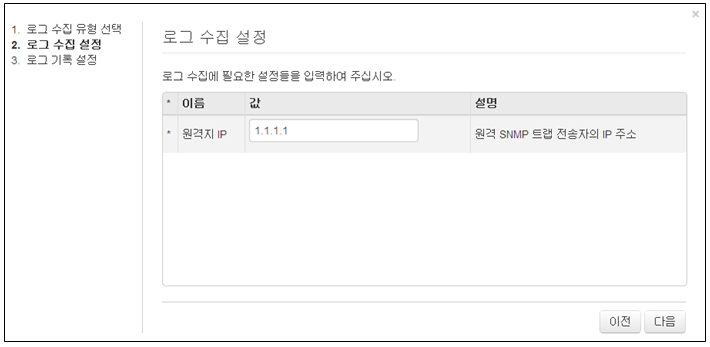 ×
1. 로그 수집 유형 선택
2. 로그 수집 설정
3. 로그 기록 설정
로그 수집 설정
로그 수집에 필요한 설정들을 입력하여 주십시오.
* 이름 값 설명
* 원격지 IP 1.1.1.1 원격 SNMP 트랩 전송자의 IP 주소
이전 다음